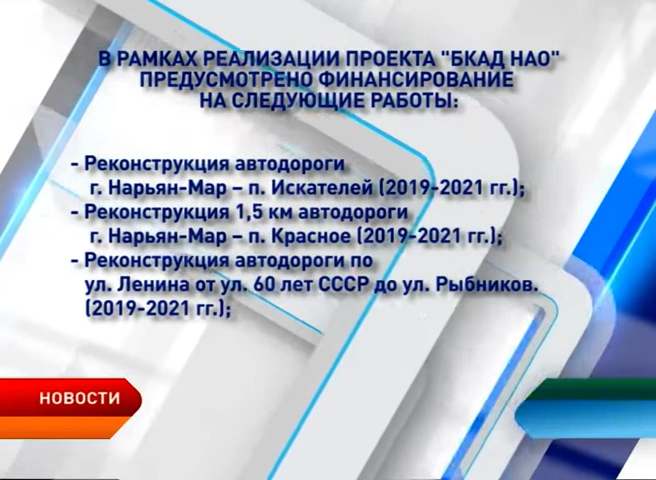 В РАМКАХ РЕАЛИЗАЦИИ ПРОЕКТА "БКАД НАО"
ПРЕДУСМОТРЕНО ФИНАНСИРОВАНИЕ
НА СЛЕДУЮЩИЕ РАБОТЫ:
- Реконструкция автодороги
г. Нарьян-Мар – п. Искателей (2019-2021 гг.);
- Реконструкция 1,5 км автодороги
г. Нарьян-Мар – п. Красное (2019-2021 гг.);
- Реконструкция автодороги по
ул. Ленина от ул. 60 лет СССР до ул. Рыбников.
(2019-2021 гг.);
НОВОСТИ